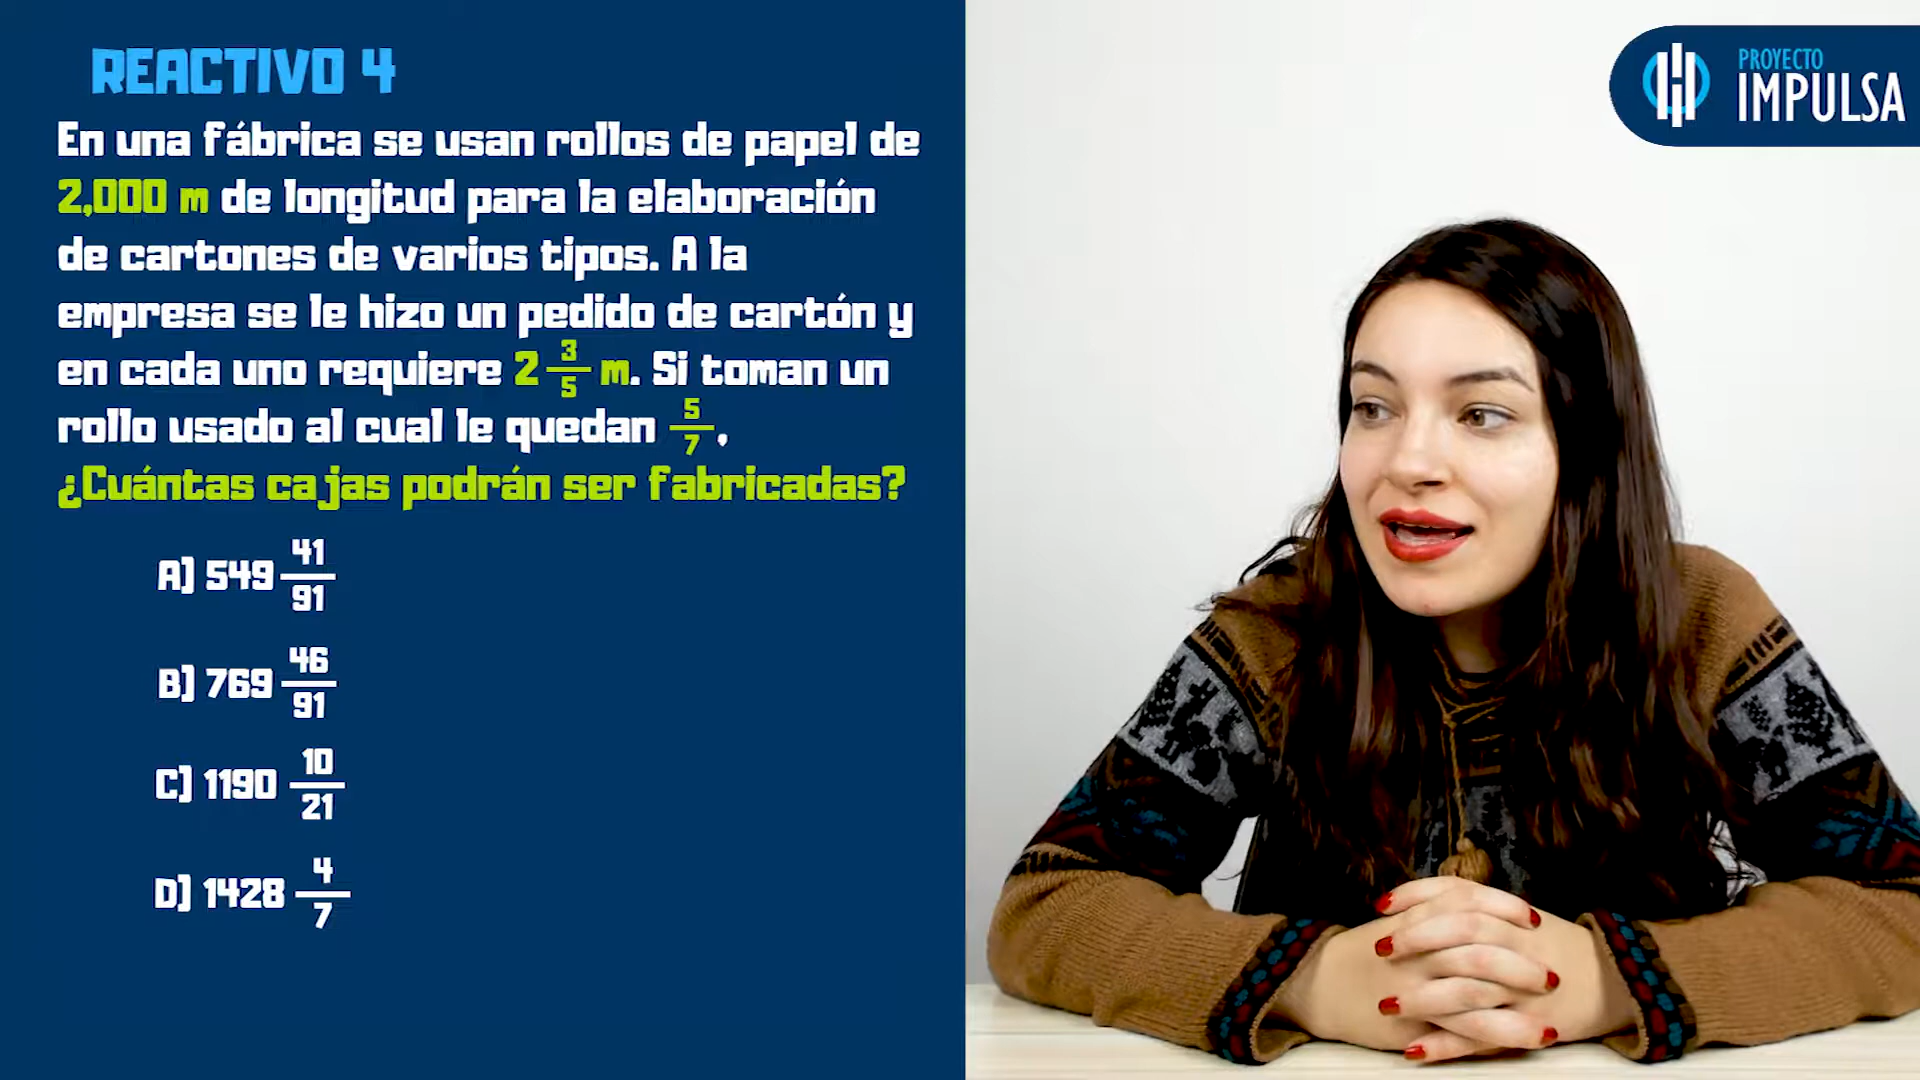 REACTIVO 4
En una fábrica se usan rollos de papel de
2,000 m de longitud para la elaboración
de cartones de varios tipos. A la
empresa se le hizo un pedido de cartón y
en cada uno requiere 2 3/5 m. Si toman un
rollo usado al cual le quedan 5/7,
¿Cuántas cajas podrán ser fabricadas?
A) 549 41/91
B) 769 46/91
C) 1190 10/21
D) 1428 4/7
PROYECTO
IMPULSA